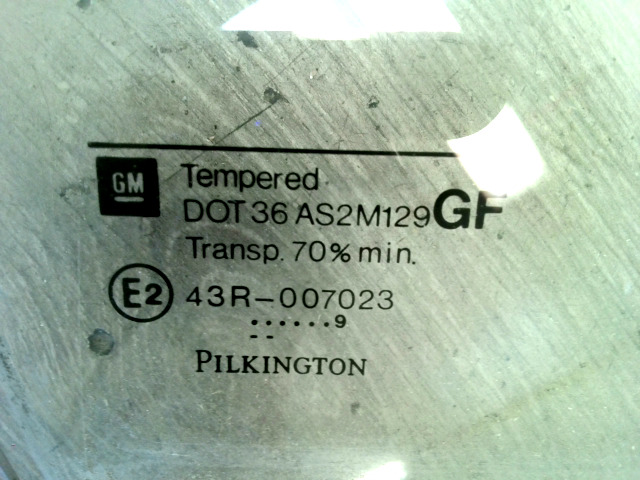 GM
Tempered
DOT 36 AS2M129 GF
Transp. 70% min.
E2 43R-007023
......9
--
PILKINGTON